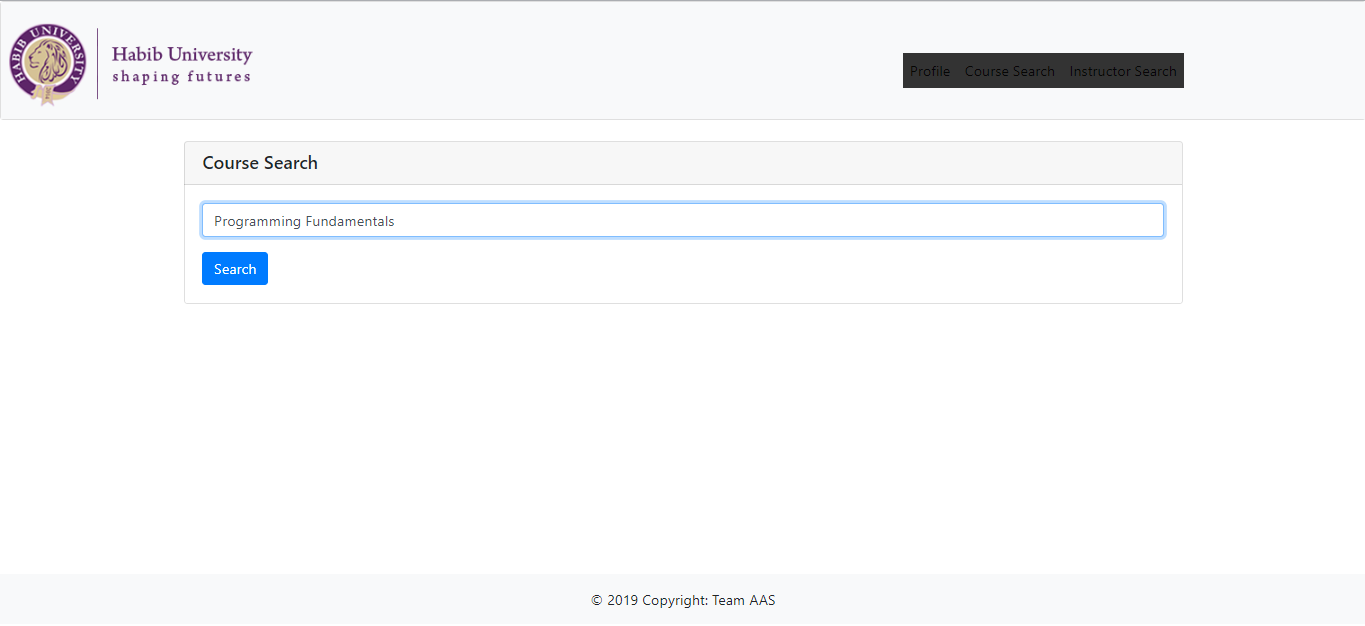 HABIB UNIVERSITY
Habib University
shaping futures
Profile Course Search Instructor Search
Course Search
Programming Fundamentals
Search
© 2019 Copyright: Team AAS